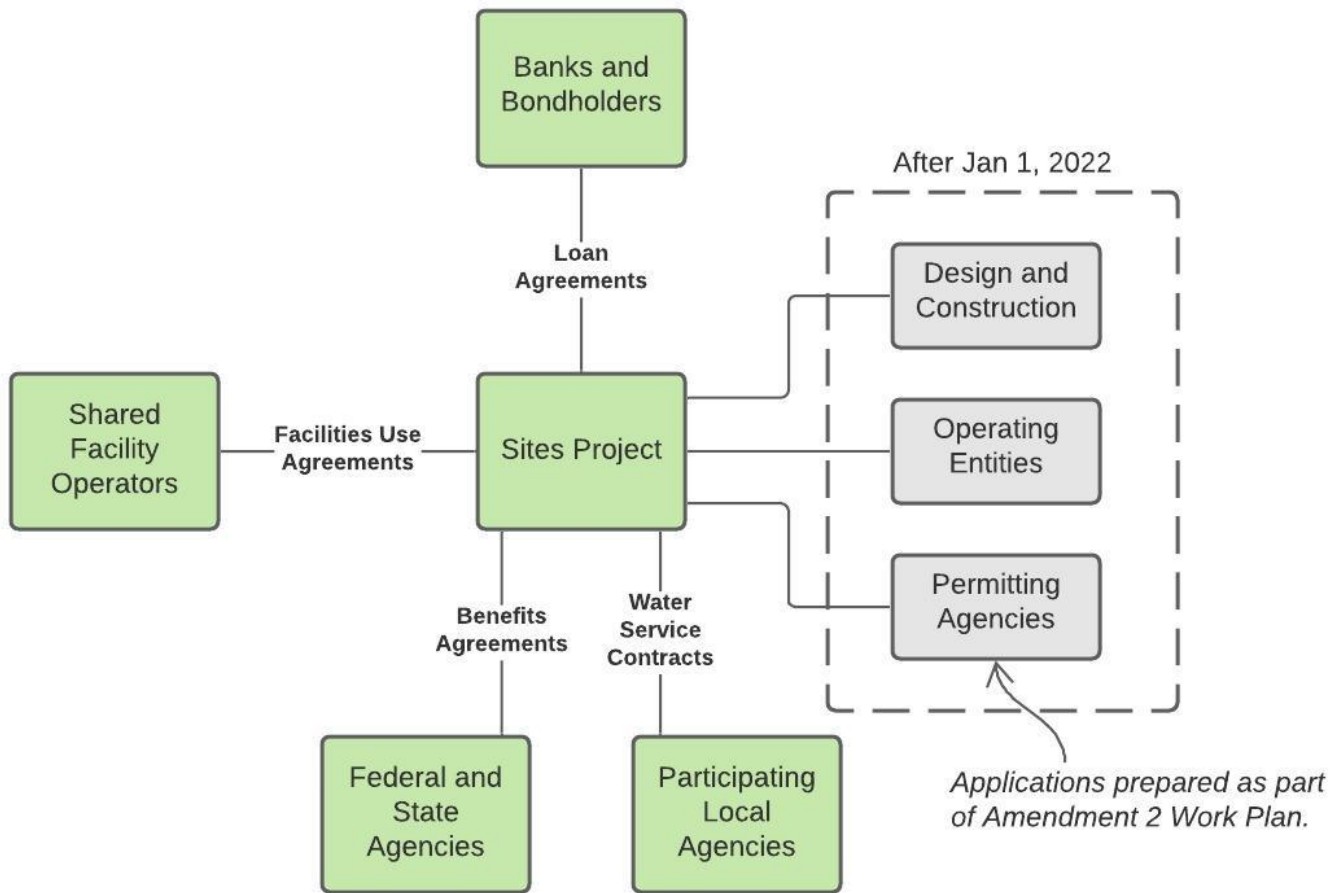 Banks and
Bondholders
After Jan 1, 2022
Loan
Agreements
Design and
Construction
Shared
Facility
Operators
Facilities Use
Agreements
Sites Project
Operating
Entities
Benefits
Agreements
Water
Service
Contracts
Permitting
Agencies
Federal and
State
Agencies
Participating
Local
Agencies
Applications prepared as part
of Amendment 2 Work Plan.